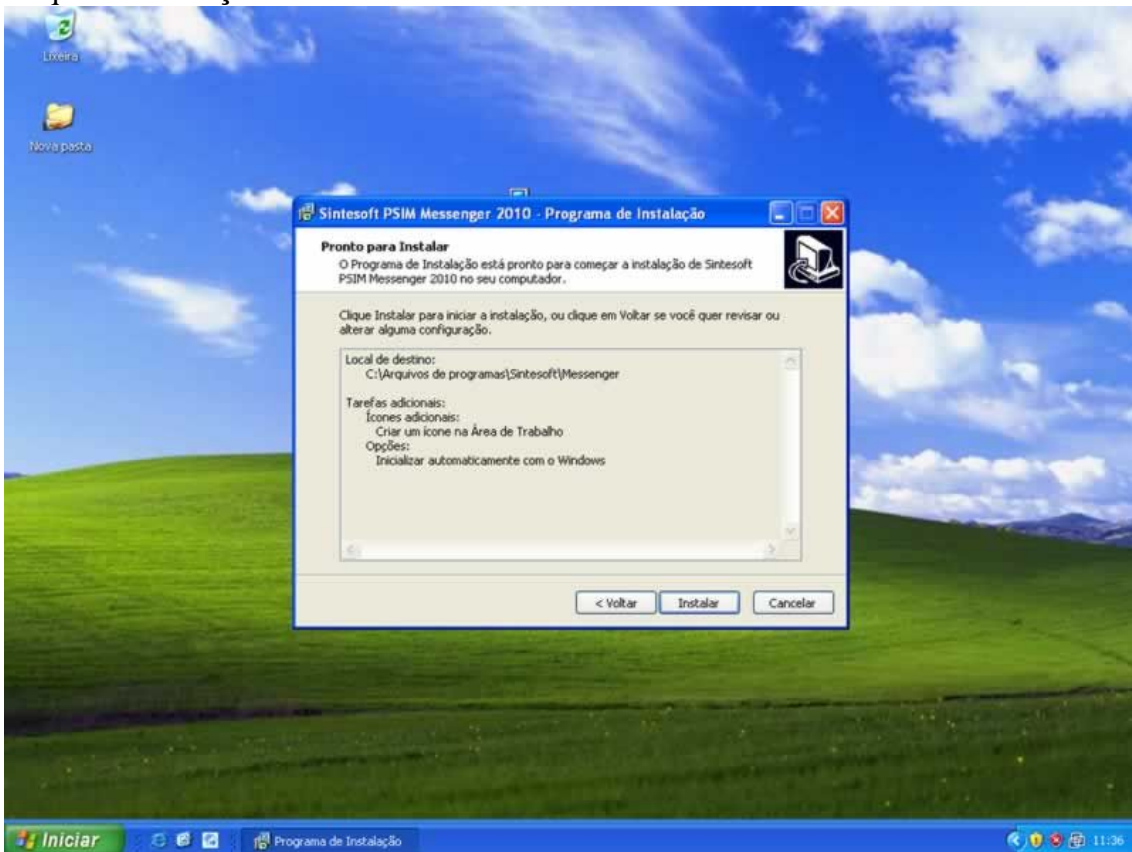 Lixeira
Nova pasta
Sintesoft PSIM Messenger 2010 - Programa de Instalação
Pronto para Instalar
O Programa de Instalação está pronto para começar a instalação de Sintesoft
PSIM Messenger 2010 no seu computador.
Clique Instalar para iniciar a instalação, ou clique em Voltar se você quer revisar ou
alterar alguma configuração.
Local de destino:
C:\Arquivos de programas\Sintesoft\Messenger
Tarefas adicionais:
Ícones adicionais:
Criar um ícone na Área de Trabalho
Opções:
Inicializar automaticamente com o Windows
< Voltar
Instalar
Cancelar
Iniciar
Programa de Instalação
11:36